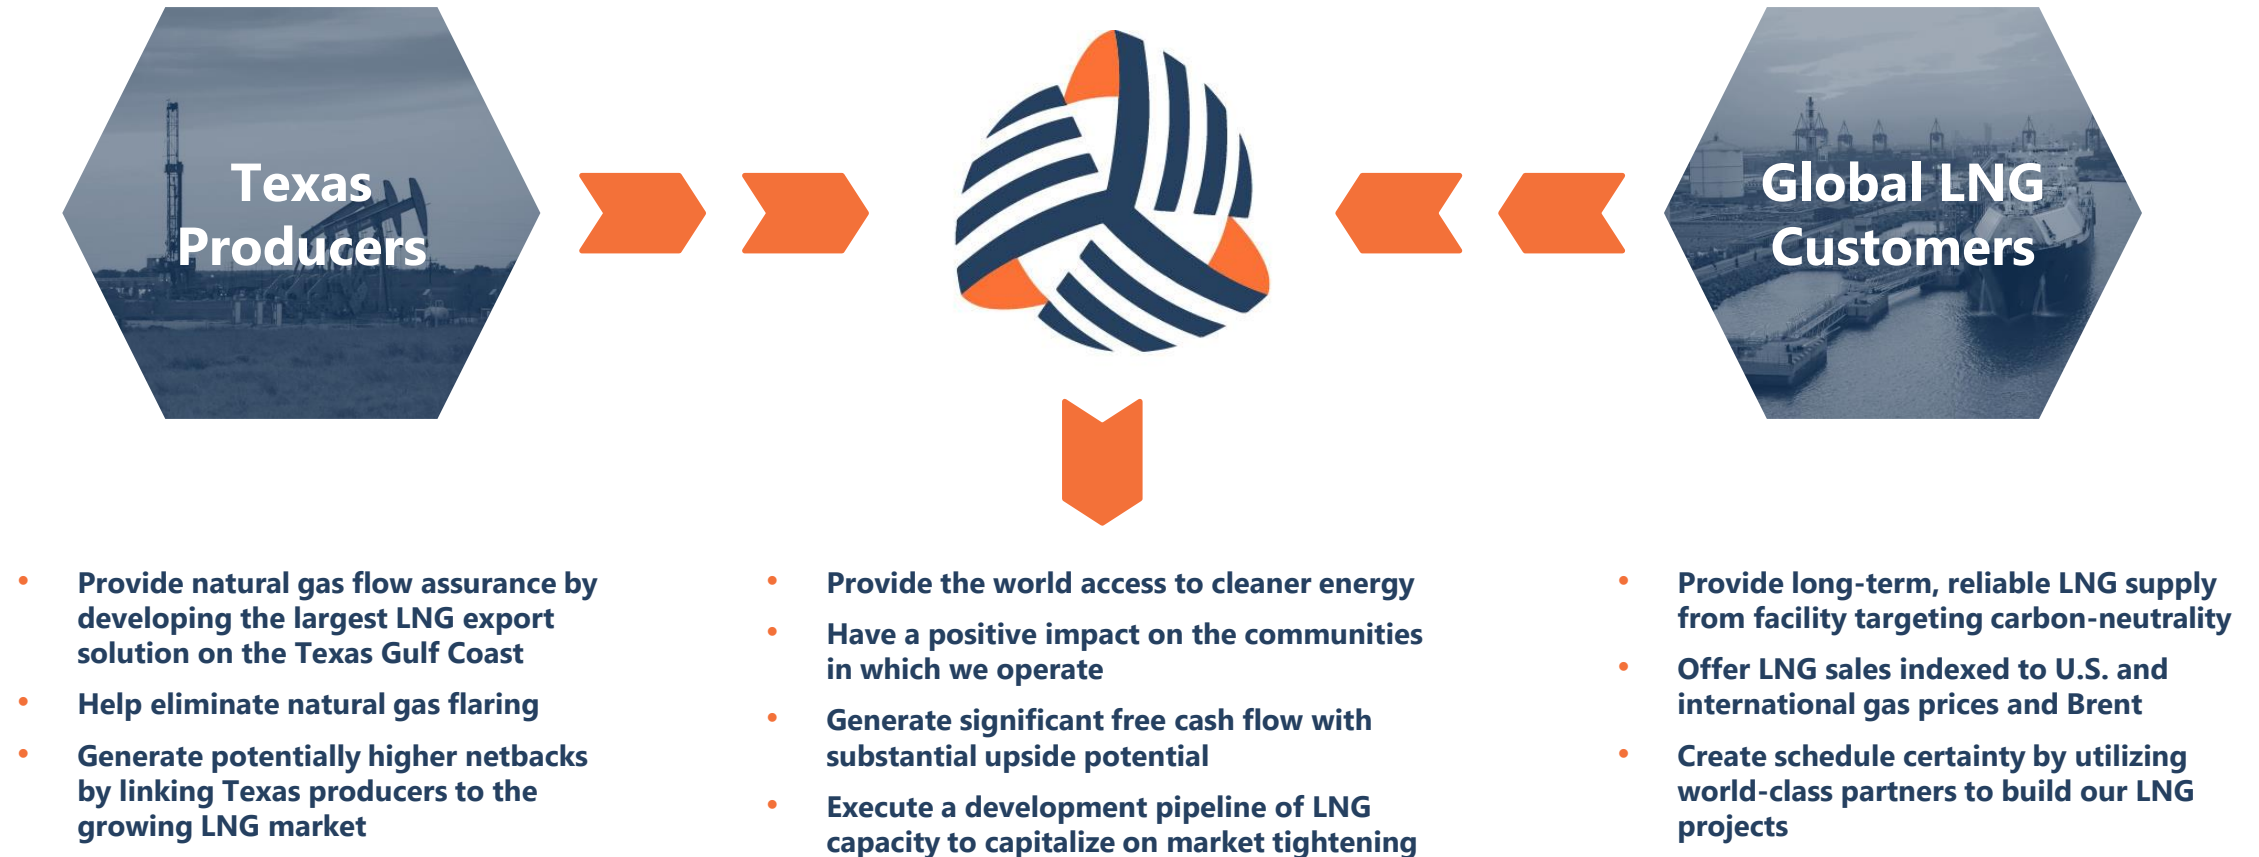 Texas
Producers
Global LNG
Customers
• Provide natural gas flow assurance by
developing the largest LNG export
solution on the Texas Gulf Coast
• Help eliminate natural gas flaring
• Generate potentially higher netbacks
by linking Texas producers to the
growing LNG market
• Provide the world access to cleaner energy
• Have a positive impact on the communities
in which we operate
• Generate significant free cash flow with
substantial upside potential
• Execute a development pipeline of LNG
capacity to capitalize on market tightening
• Provide long-term, reliable LNG supply
from facility targeting carbon-neutrality
• Offer LNG sales indexed to U.S. and
international gas prices and Brent
• Create schedule certainty by utilizing
world-class partners to build our LNG
projects